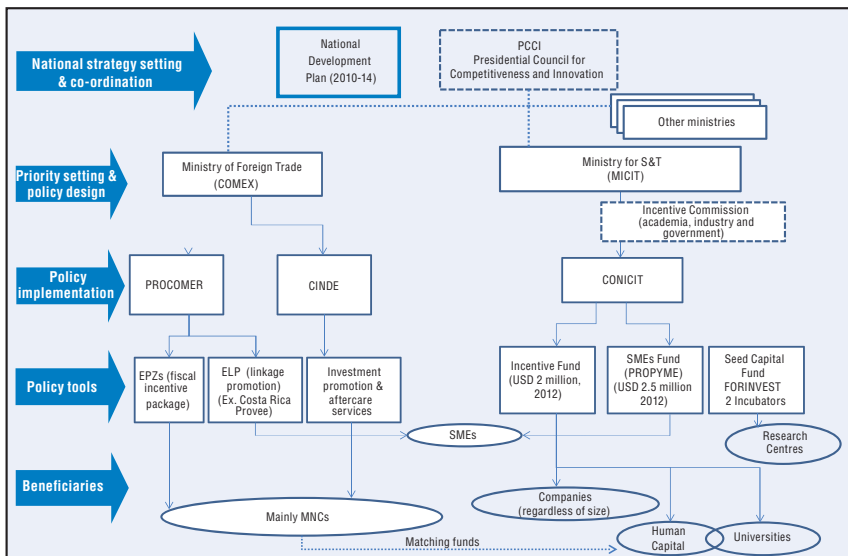 National strategy setting
& co-ordination
National
Development
Plan (2010-14)
PCCI
Presidential Council for
Competitiveness and Innovation
Other ministries
Priority setting &
policy design
Ministry of Foreign Trade
(COMEX)
Ministry for S&T
(MICIT)
Incentive Commission
(academia, industry and
government)
Policy
implementation
PROCOMER
CINDE
CONICIT
Policy tools
EPZs (fiscal
incentive
package)
ELP (linkage
promotion)
(Ex. Costa Rica
Provee)
Investment
promotion &
aftercare
services
Incentive Fund
(USD 2 million,
2012)
SMEs Fund
(PROPYME)
(USD 2.5 million
2012)
Seed Capital
Fund
FORINVEST
2 Incubators
SMEs
Research
Centres
Beneficiaries
Mainly MNCs
Companies
(regardless of size)
Human
Capital
Universities
Matching funds